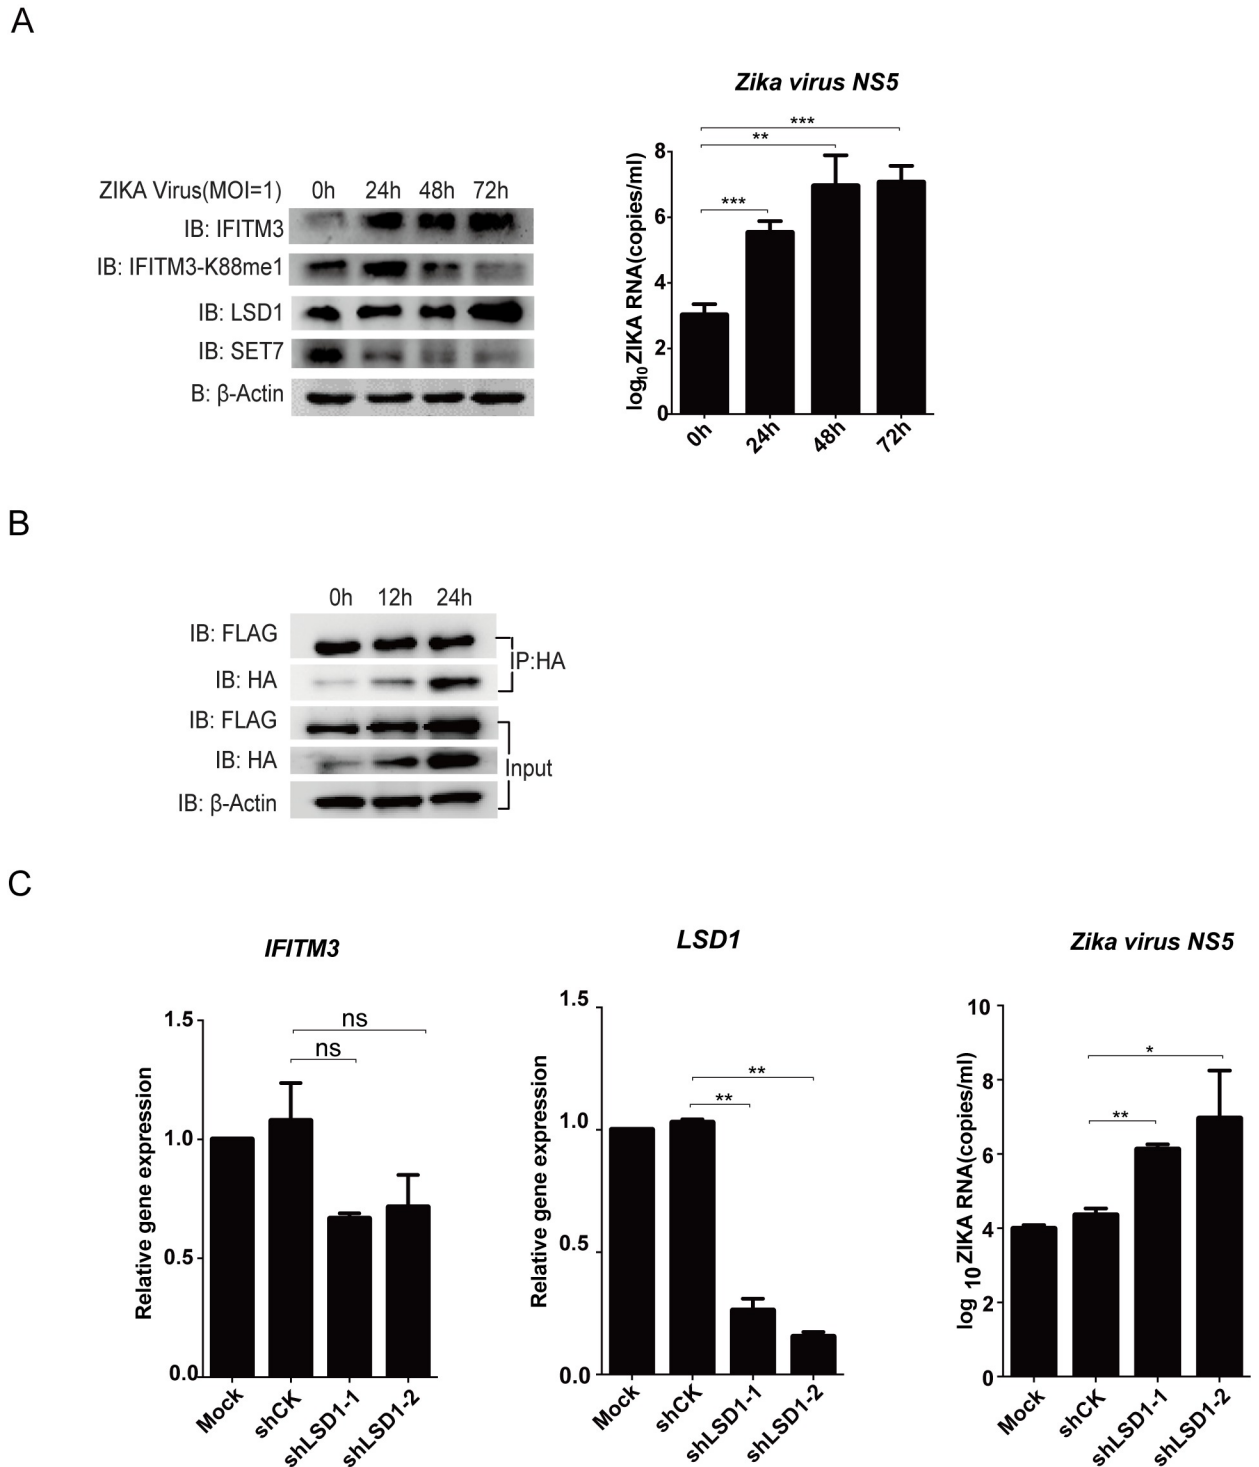 A
Zika virus NS5
ZIKA Virus(MOI=1) 0h 24h 48h 72h
IB: IFITM3
IB: IFITM3-K88me1
IB: LSD1
IB: SET7
B: β-Actin
log10 ZIKA RNA(copies/ml)
8
6
4
2
0
***
**
***
0h 24h 48h 72h
B
0h 12h 24h
IB: FLAG
IB: HA
IP:HA
IB: FLAG
IB: HA
IB: β-Actin
Input
C
IFITM3
Relative gene expression
1.5
1.0
0.5
0.0
ns
ns
Mock shCK shLSD1-1 shLSD1-2
LSD1
Relative gene expression
1.5
1.0
0.5
0.0
**
**
Mock shCK shLSD1-1 shLSD1-2
Zika virus NS5
log 10 ZIKA RNA(copies/ml)
10
8
6
4
2
0
*
**
Mock shCK shLSD1-1 shLSD1-2